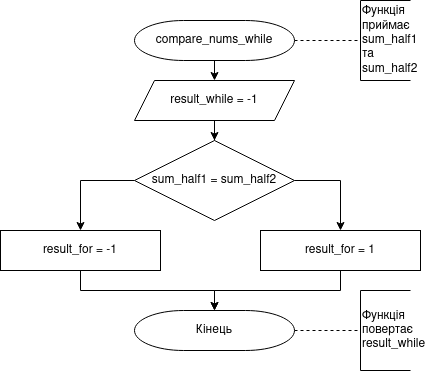 compare_nums_while
Функція
приймає
sum_half1
та
sum_half2
result_while = -1
sum_half1 = sum_half2
result_for = -1
result_for = 1
Кінець
Функція
повертає
result_while